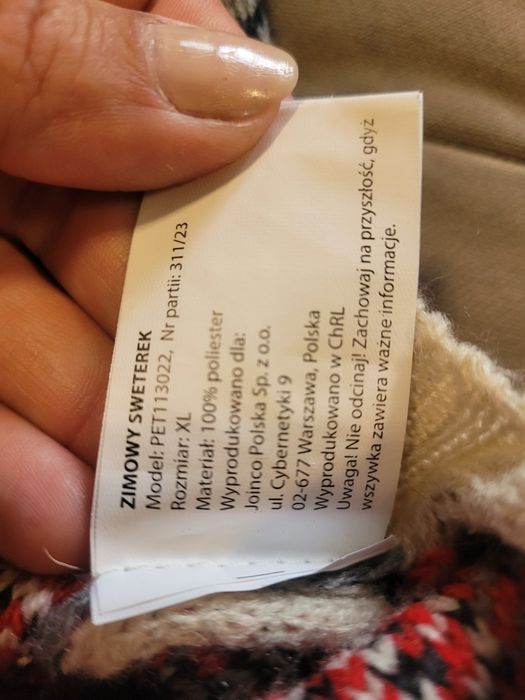 ZIMOWY SWETEREK
Model: PET113022, Nr partii: 311/23
Rozmiar: XL
Materiał: 100% poliester
Wyprodukowano dla:
Joinco Polska Sp. z o.o.
ul. Cybernetyki 9
02-677 Warszawa, Polska
Wyprodukowano w ChRL
Uwaga! Nie odcinaj! Zachowaj na przyszłość, gdyż
wszywka zawiera ważne informacje.